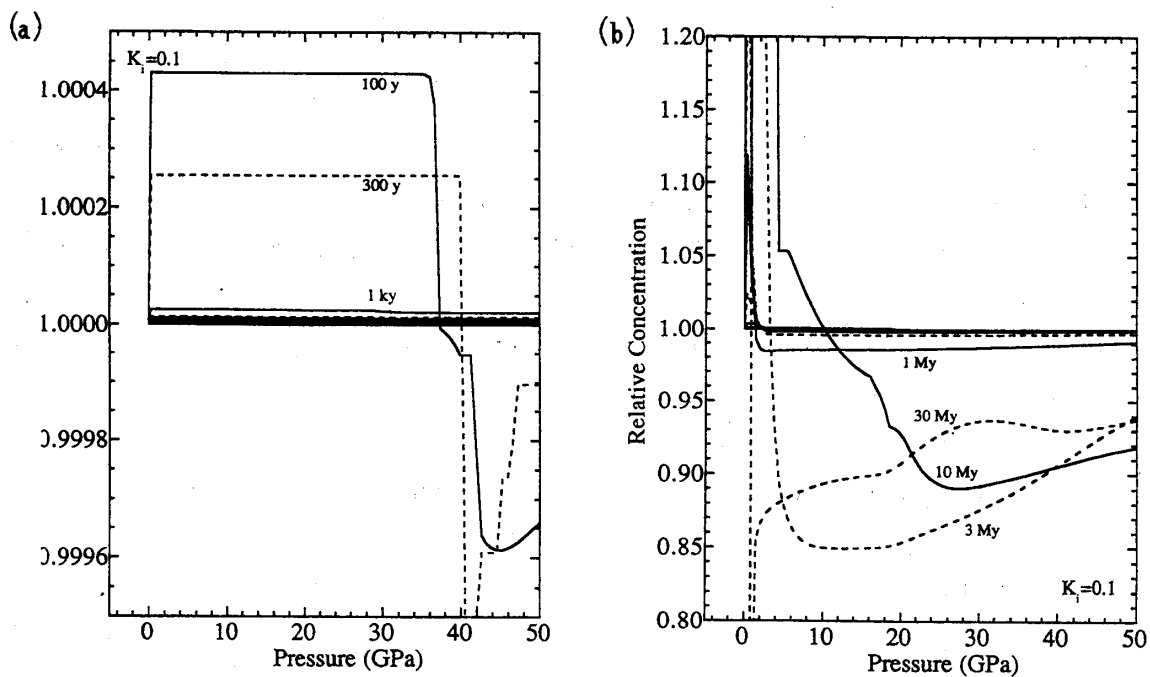 (a)
K_i=0.1
1.0004
1.0002
1.0000
0.9998
0.9996
100 y
300 y
1 ky
0
10
20
30
40
50
Pressure (GPa)
(b)
Relative Concentration
1.20
1.15
1.10
1.05
1.00
0.95
0.90
0.85
0.80
1 My
30 My
10 My
3 My
K_i=0.1
0
10
20
30
40
50
Pressure (GPa)